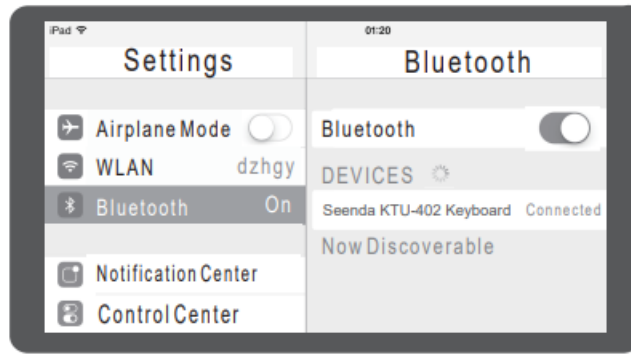 iPad 01:20
Settings
Airplane Mode
WLAN dzhgy
Bluetooth On
Notification Center
Control Center
Bluetooth
Bluetooth
DEVICES
Seenda KTU-402 Keyboard Connected
Now Discoverable